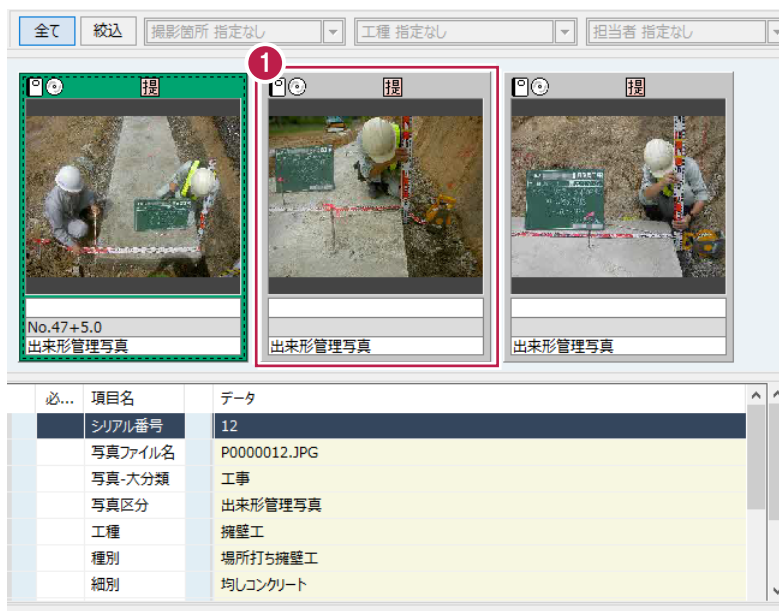 全て 絞込 撮影箇所 指定なし 工種 指定なし 担当者 指定なし
1
提 提 提
No.47+5.0
出来形管理写真 出来形管理写真 出来形管理写真
必... 項目名 データ
シリアル番号 12
写真ファイル名 P0000012.JPG
写真-大分類 工事
写真区分 出来形管理写真
工種 擁壁工
種別 場所打ち擁壁工
細別 均しコンクリート